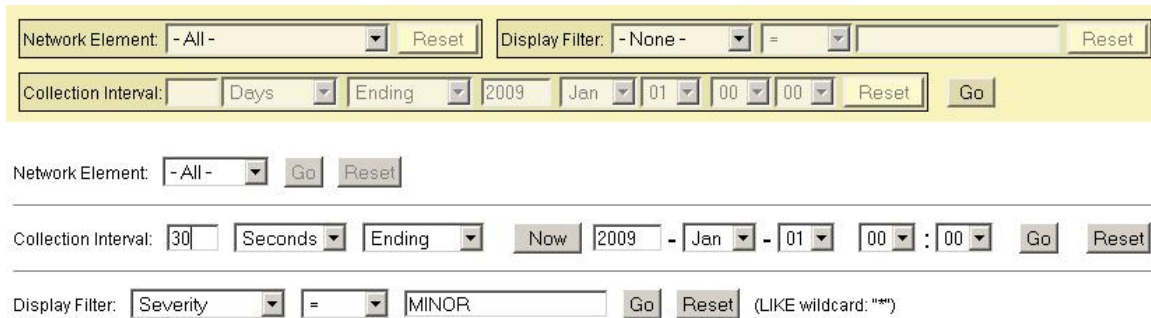 Network Element: - All - Reset Display Filter: - None - = Reset
Collection Interval: Days Ending 2009 Jan 01 00 00 Reset Go
Network Element: - All - Go Reset
Collection Interval: 30 Seconds Ending Now 2009 - Jan - 01 00 : 00 Go Reset
Display Filter: Severity = MINOR Go Reset (LIKE wildcard: "*")